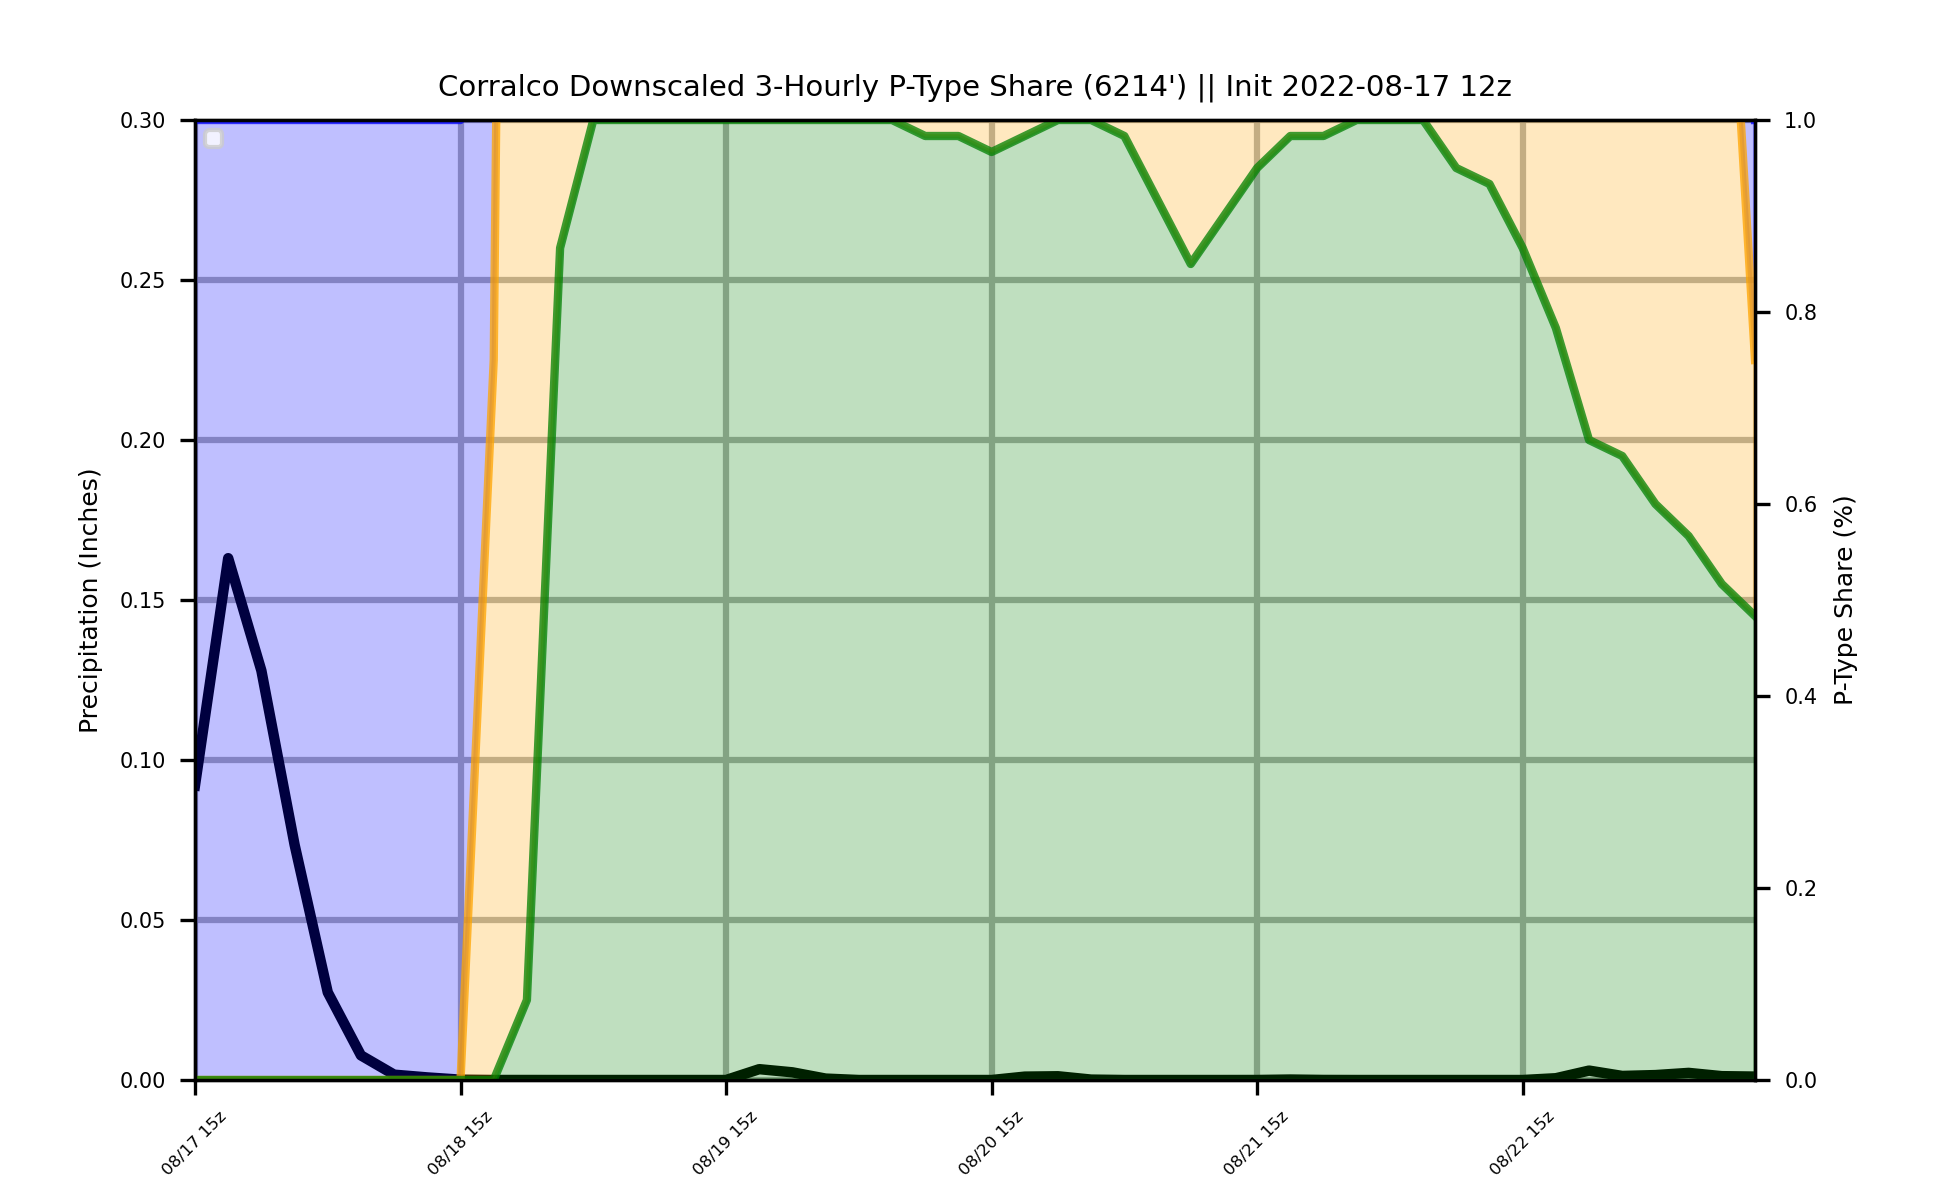 Corralco Downscaled 3-Hourly P-Type Share (6214') || Init 2022-08-17 12z
Precipitation (Inches)
0.30
0.25
0.20
0.15
0.10
0.05
0.00
1.0
0.8
0.6
0.4
0.2
0.0
P-Type Share (%)
08/17 15z
08/18 15z
08/19 15z
08/20 15z
08/21 15z
08/22 15z